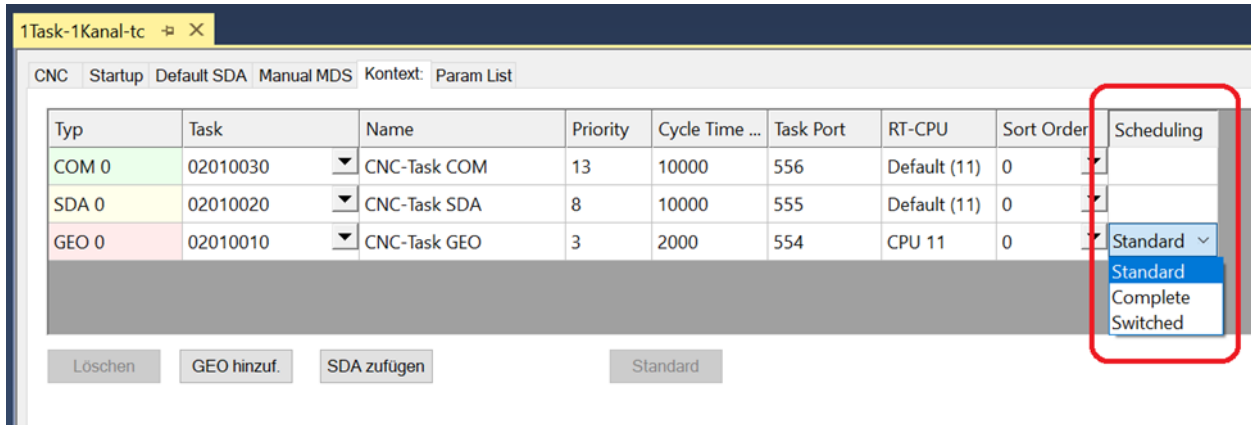 1Task-1Kanal-tc
CNC Startup Default SDA Manual MDS Kontext: Param List
Typ Task Name Priority Cycle Time ... Task Port RT-CPU Sort Order Scheduling
COM 0 02010030 CNC-Task COM 13 10000 556 Default (11) 0
SDA 0 02010020 CNC-Task SDA 8 10000 555 Default (11) 0
GEO 0 02010010 CNC-Task GEO 3 2000 554 CPU 11 0 Standard
Standard
Complete
Switched
Löschen GEO hinzuf. SDA zufügen Standard